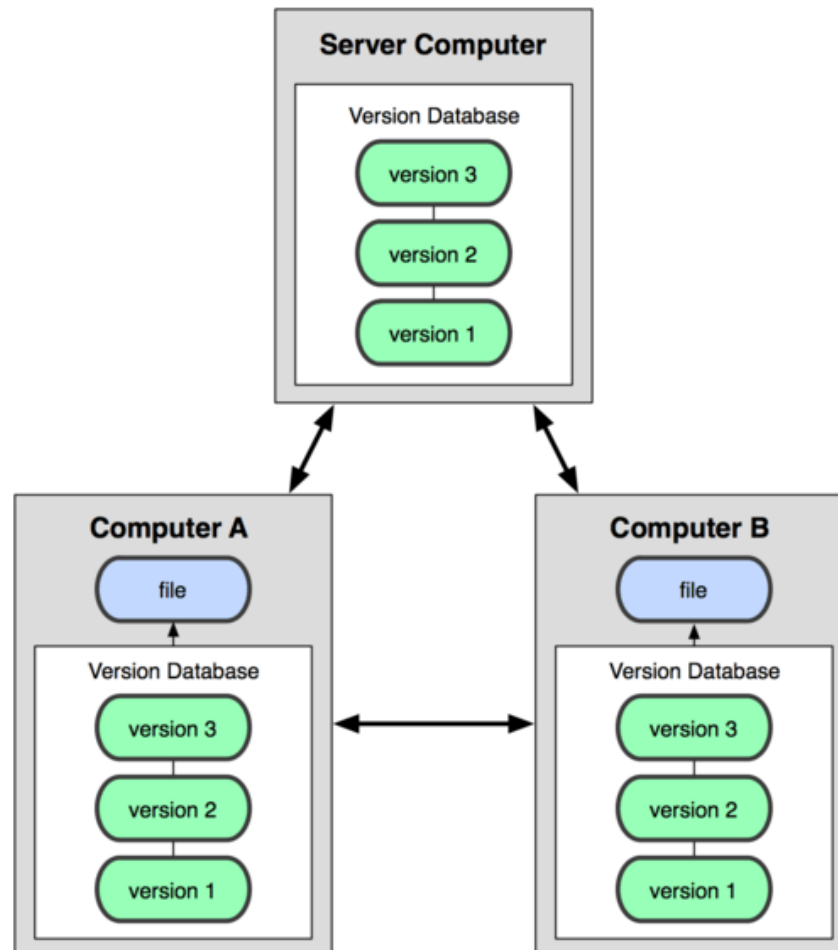 Server Computer
Version Database
version 3
version 2
version 1
Computer A
file
Version Database
version 3
version 2
version 1
Computer B
file
Version Database
version 3
version 2
version 1